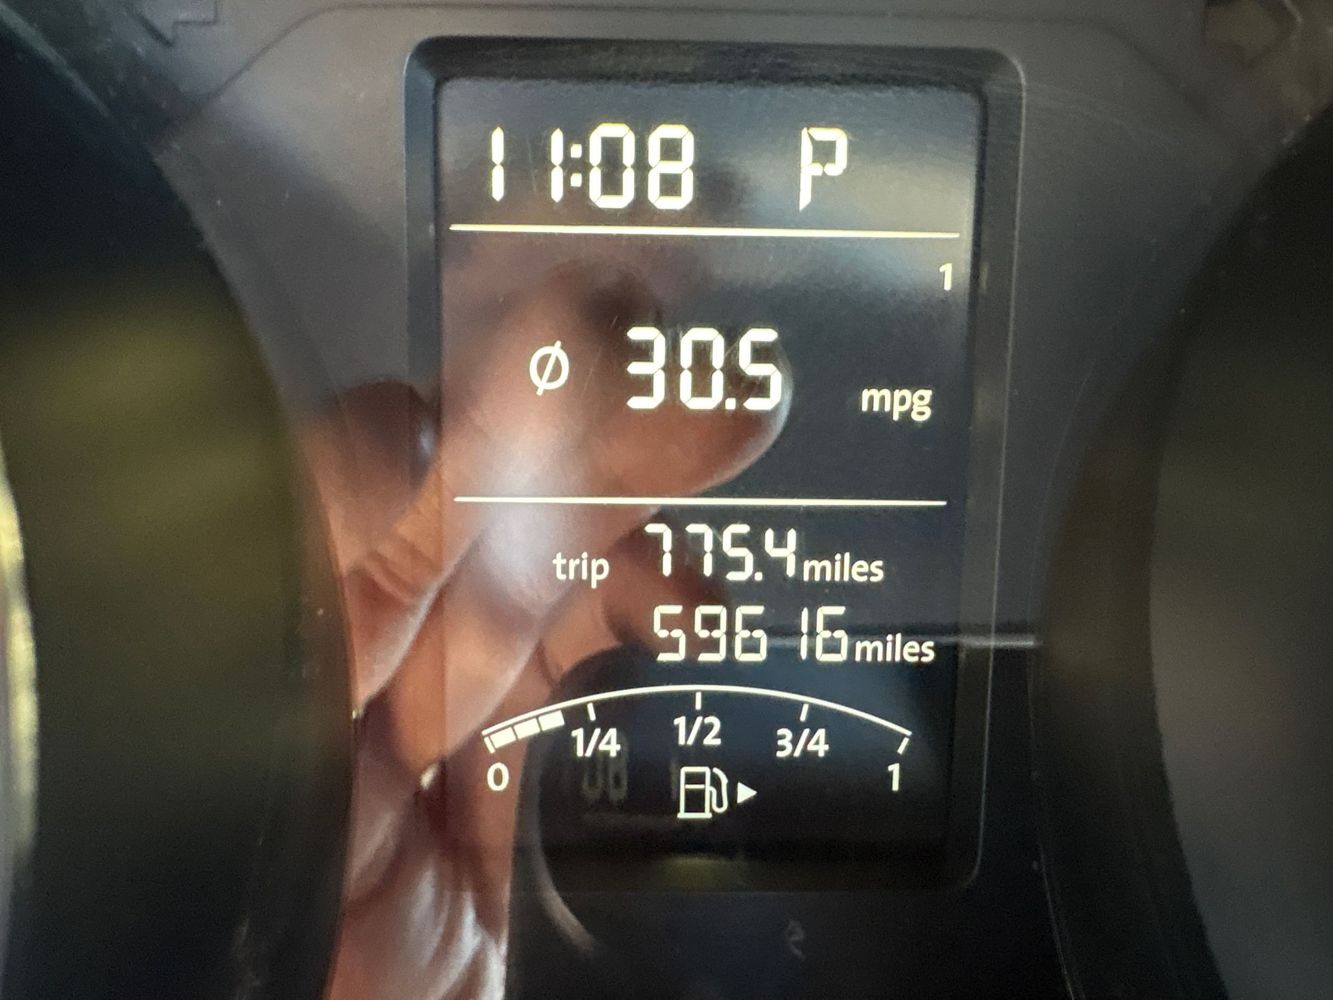 11:08 P
1
Ø 30.5 mpg
trip 775.4 miles
59616 miles
1/4 1/2 3/4
0 1